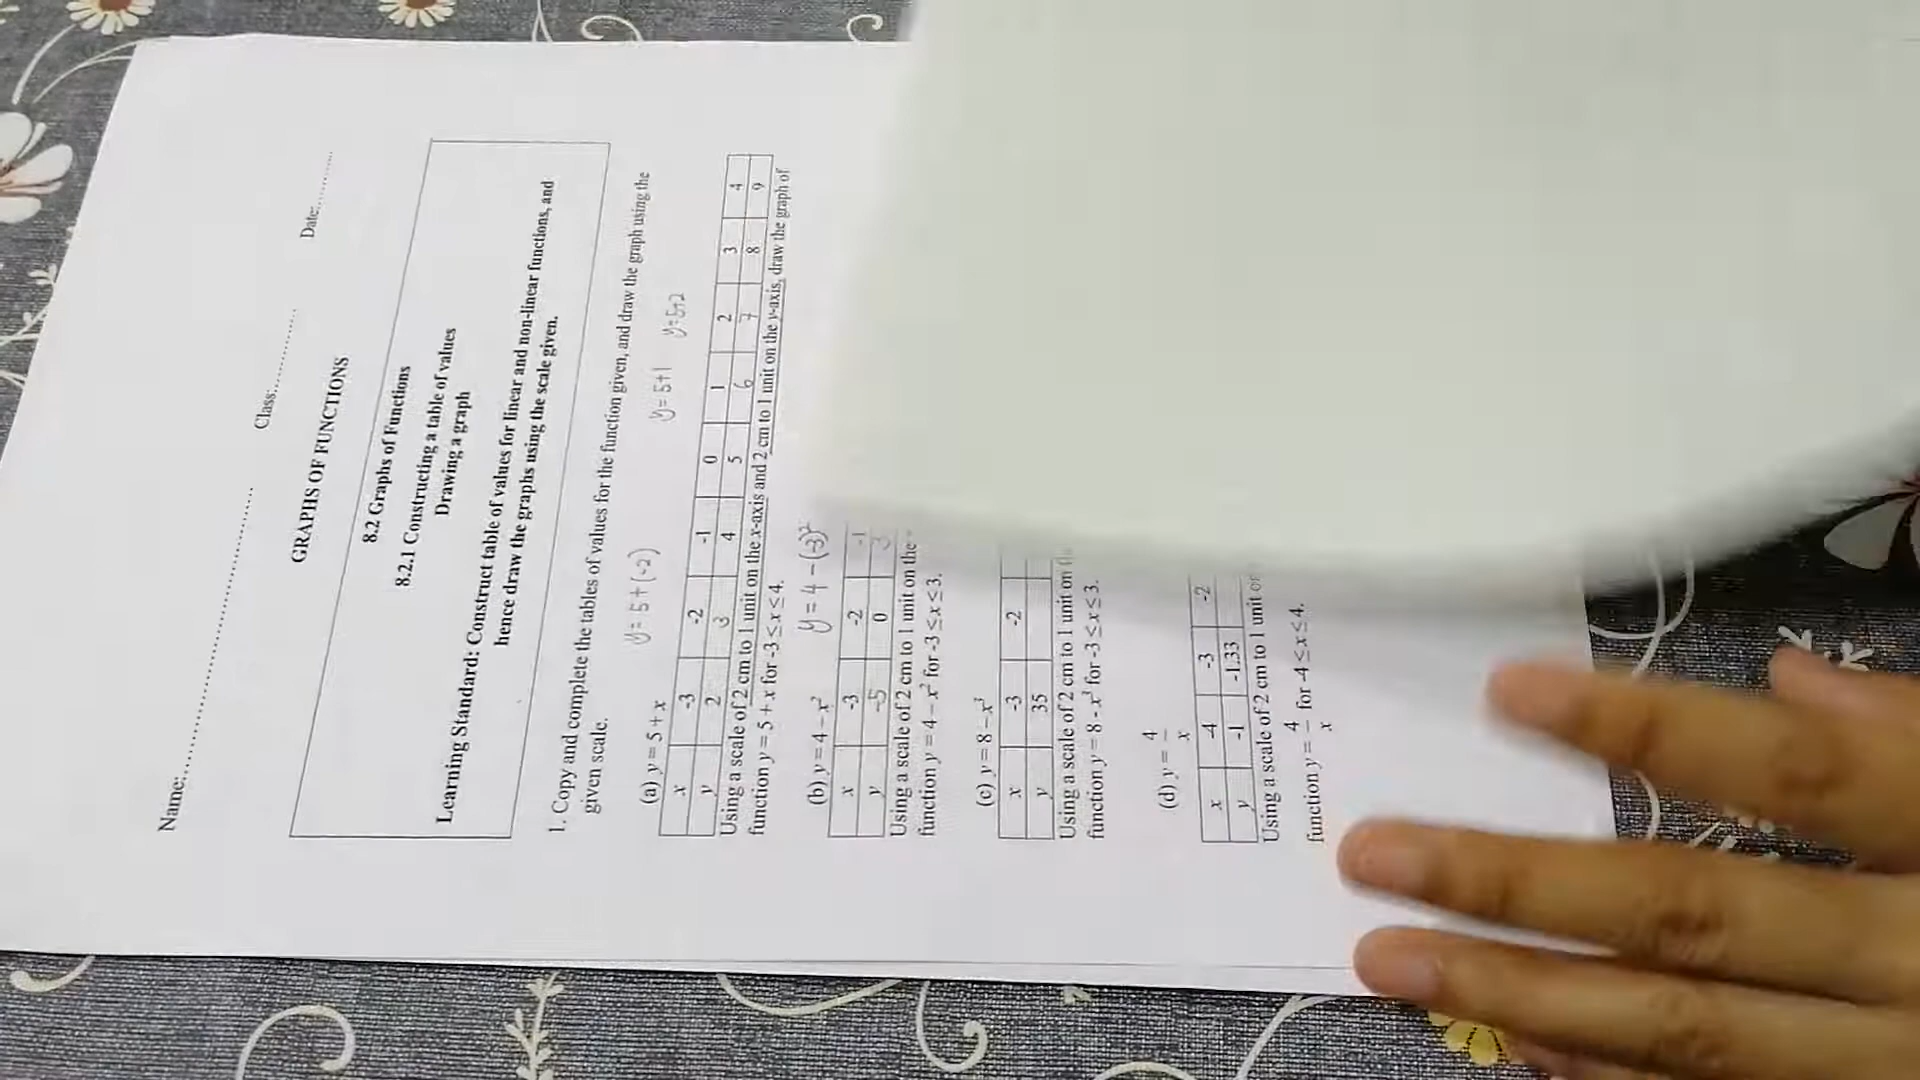 Name:.................................................. Class:.................. Date:.............
GRAPHS OF FUNCTIONS
8.2 Graphs of Functions
8.2.1 Constructing a table of values
Drawing a graph
Learning Standard: Construct table of values for linear and non-linear functions, and
hence draw the graphs using the scale given.
1. Copy and complete the tables of values for the function given, and draw the graph using the
given scale.
(a) y = 5 + x
y = 5 + (-2) y = 5+1 y = 5+2
x -3 -2 -1 0 1 2 3 4
y 2 3 4 5 6 7 8 9
Using a scale of 2 cm to 1 unit on the x-axis and 2 cm to 1 unit on the y-axis, draw the graph of
function y = 5 + x for -3 ≤ x ≤ 4.
(b) y = 4 – x² y = 4 - (-3)²
x -3 -2 -1
y -5 0 3
Using a scale of 2 cm to 1 unit on the
function y = 4 – x² for -3 ≤ x ≤ 3.
(c) y = 8 – x³
x -3 -2
y 35
Using a scale of 2 cm to 1 unit on
function y = 8 - x³ for -3 ≤ x ≤ 3.
(d) y = 4/x
x -4 -3 -2
y -1 -1.33
Using a scale of 2 cm to 1 unit
function y = 4/x for -4 ≤ x ≤ 4.